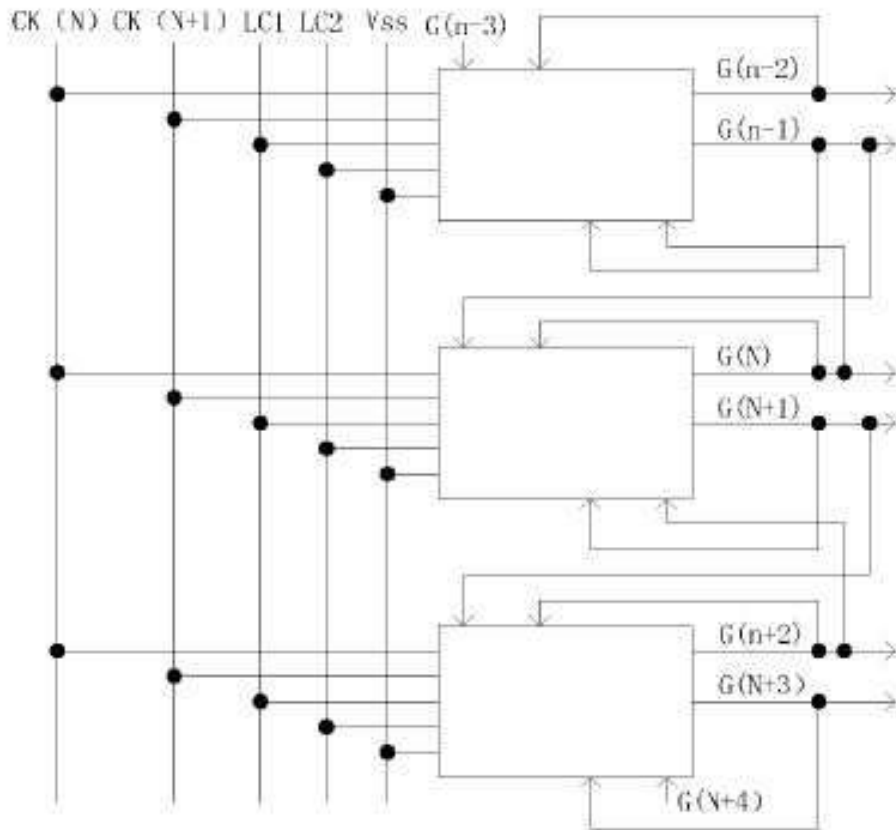 CK (N) CK (N+1) LC1 LC2 Vss G(n-3)
G(n-2)
G(n-1)
G(N)
G(N+1)
G(n+2)
G(N+3)
G(N+4)